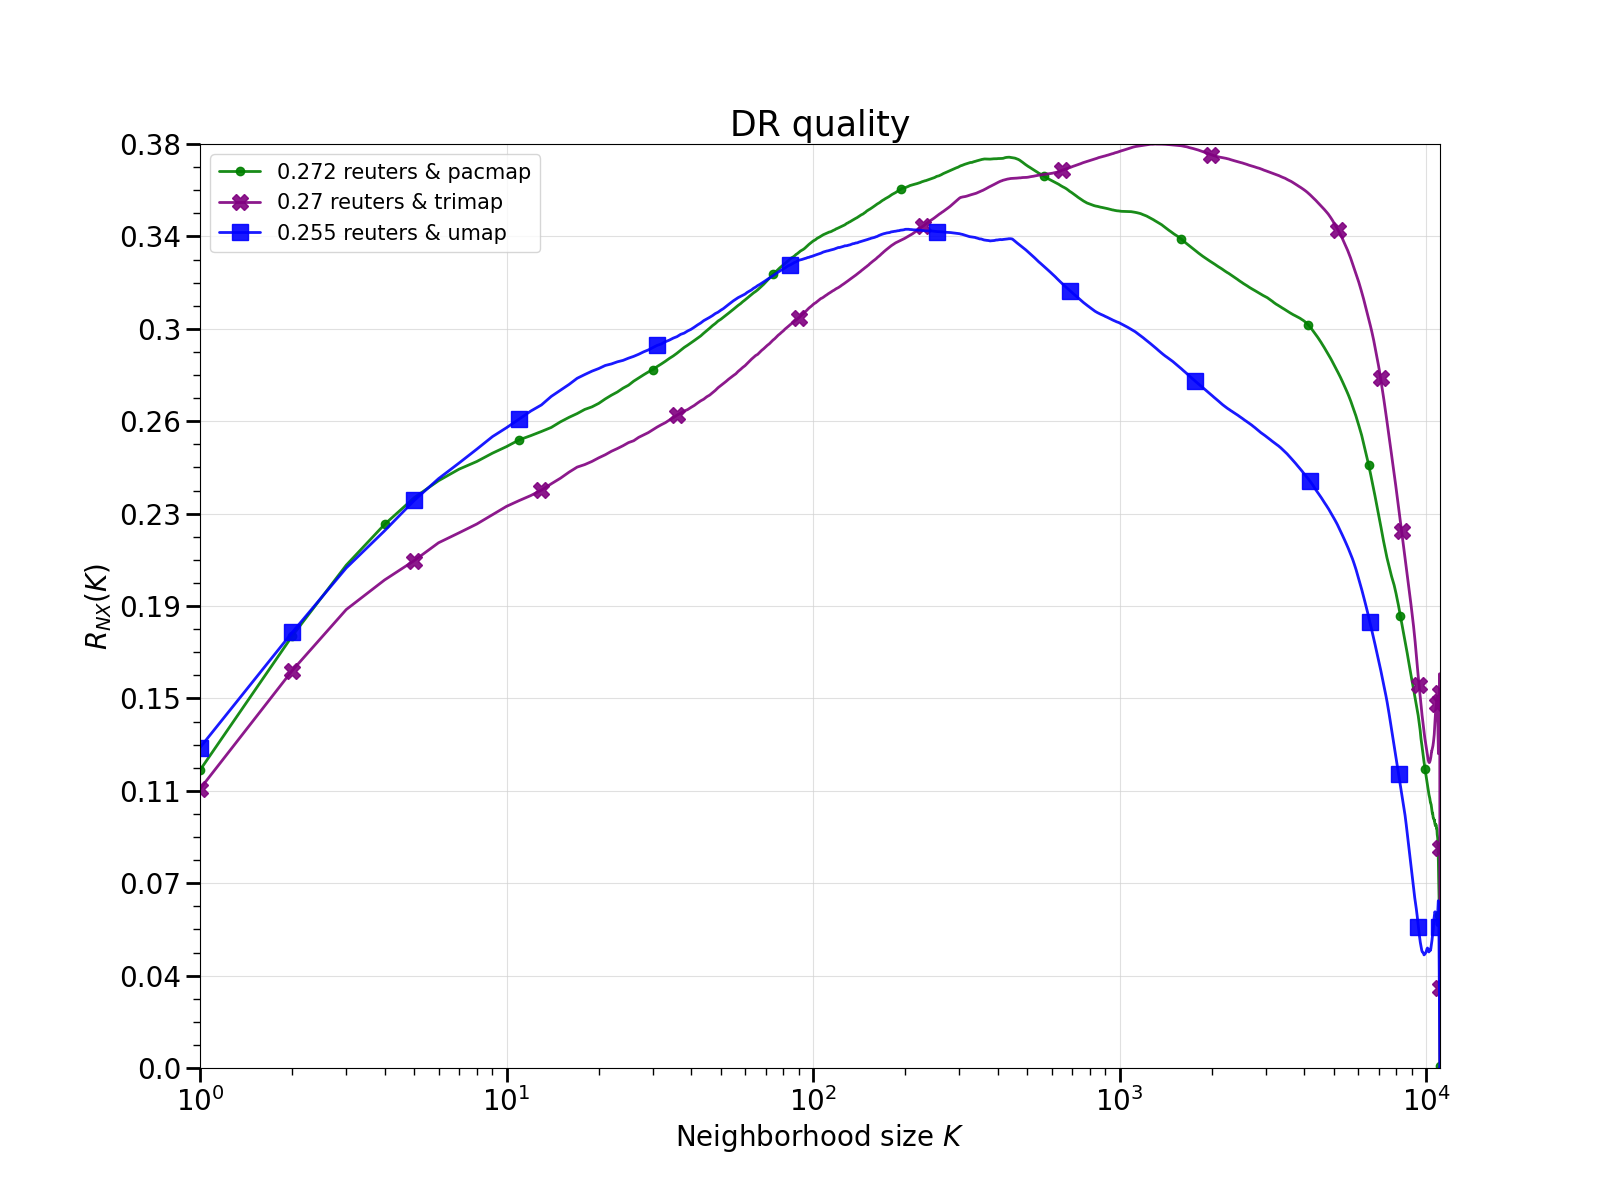 DR quality
0.272 reuters & pacmap
0.27 reuters & trimap
0.255 reuters & umap
0.38
0.34
0.3
0.26
0.23
0.19
0.15
0.11
0.07
0.04
0.0
R_{NX}(K)
10^0 10^1 10^2 10^3 10^4
Neighborhood size K